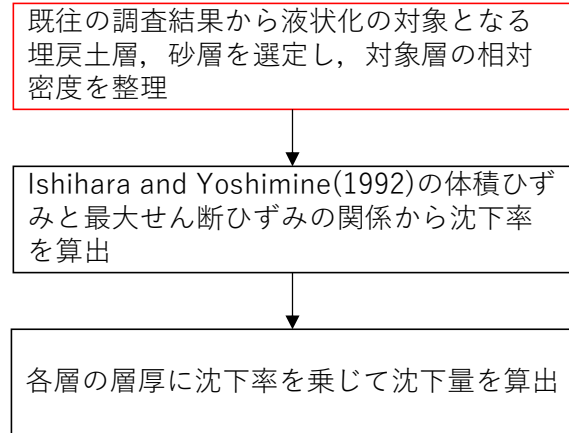 既往の調査結果から液状化の対象となる
埋戻土層，砂層を選定し，対象層の相対
密度を整理
Ishihara and Yoshimine(1992)の体積ひず
みと最大せん断ひずみの関係から沈下率
を算出
各層の層厚に沈下率を乗じて沈下量を算出